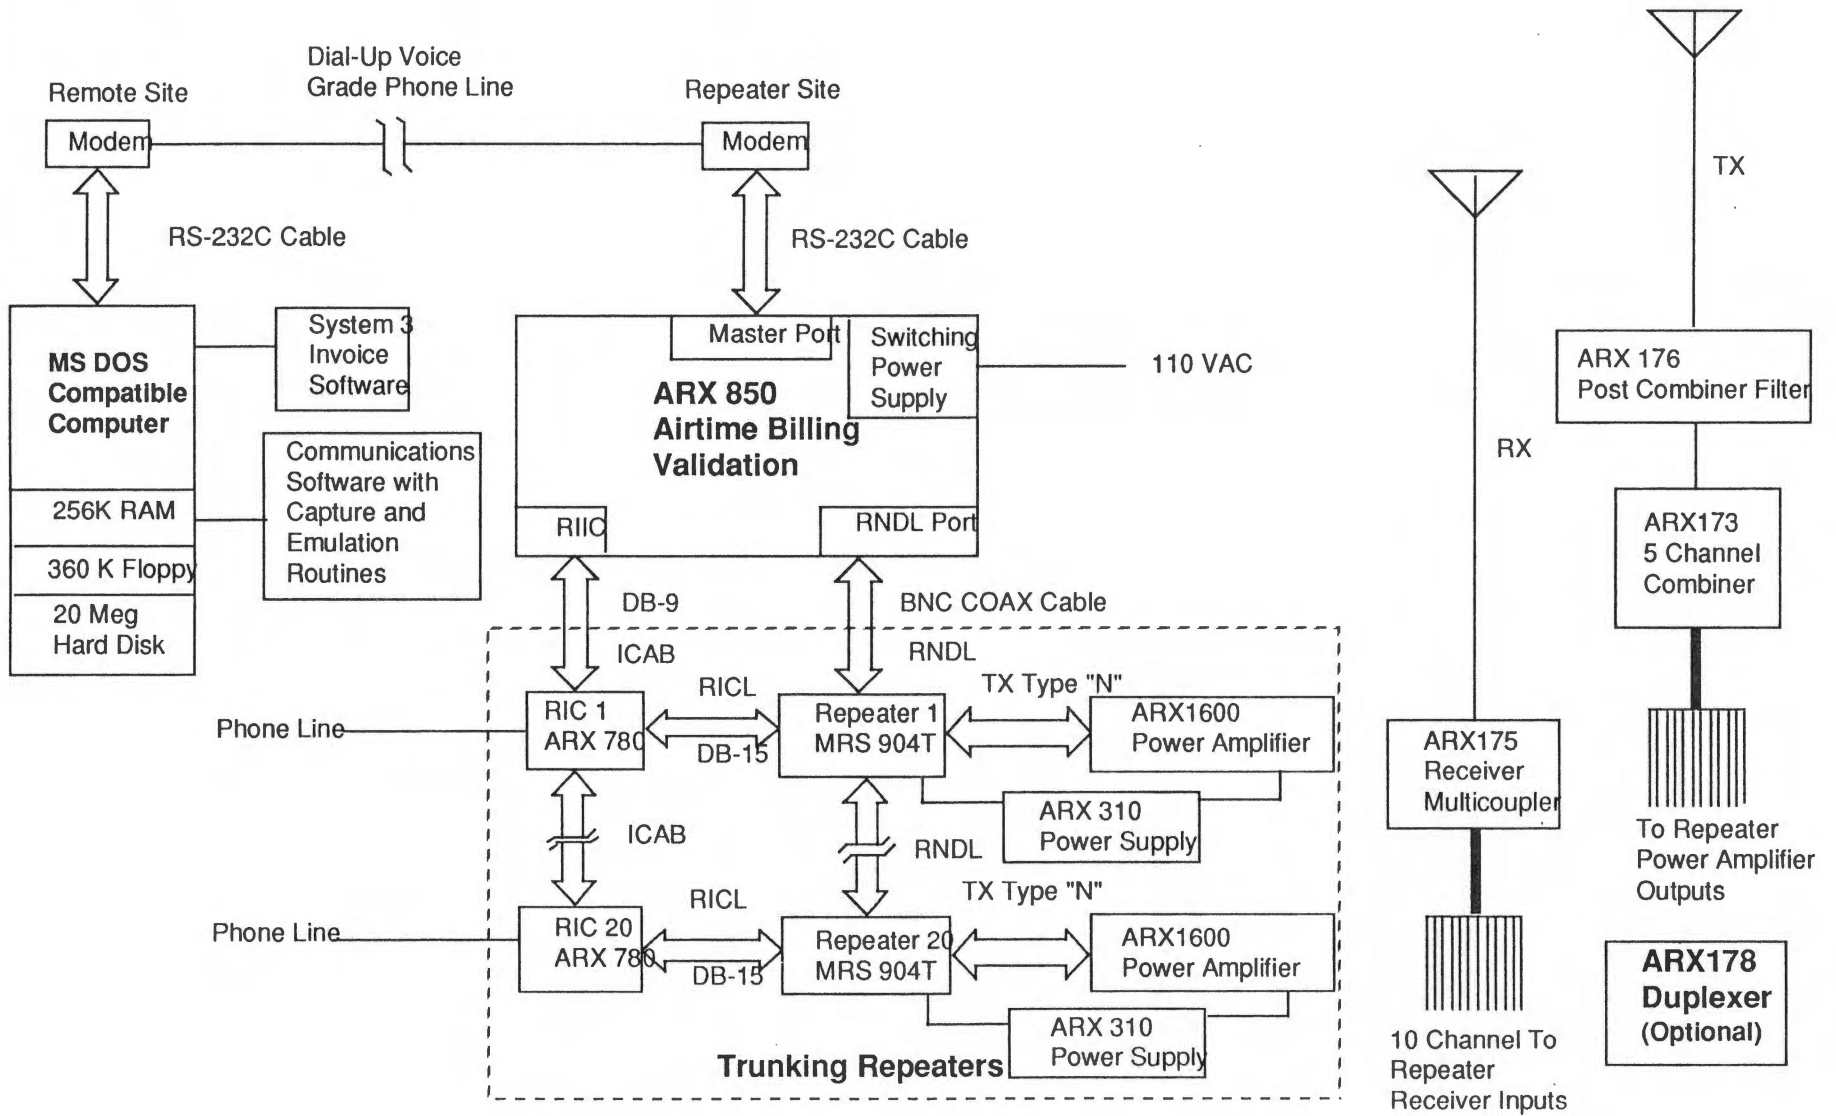 Dial-Up Voice
Grade Phone Line
Remote Site
Repeater Site
Modem
Modem
TX
RS-232C Cable
RS-232C Cable
MS DOS
Compatible
Computer
256K RAM
360 K Floppy
20 Meg
Hard Disk
System 3
Invoice
Software
Communications
Software with
Capture and
Emulation
Routines
Master Port
Switching
Power
Supply
110 VAC
ARX 850
Airtime Billing
Validation
RIIC
RNDL Port
DB-9
BNC COAX Cable
ICAB
RNDL
RICL
TX Type "N"
Phone Line
RIC 1
ARX 780
DB-15
Repeater 1
MRS 904T
ARX1600
Power Amplifier
ARX 310
Power Supply
ICAB
RNDL
RICL
TX Type "N"
Phone Line
RIC 20
ARX 780
DB-15
Repeater 20
MRS 904T
ARX1600
Power Amplifier
ARX 310
Power Supply
Trunking Repeaters
RX
ARX175
Receiver
Multicoupler
10 Channel To
Repeater
Receiver Inputs
ARX 176
Post Combiner Filter
ARX173
5 Channel
Combiner
To Repeater
Power Amplifier
Outputs
ARX178
Duplexer
(Optional)